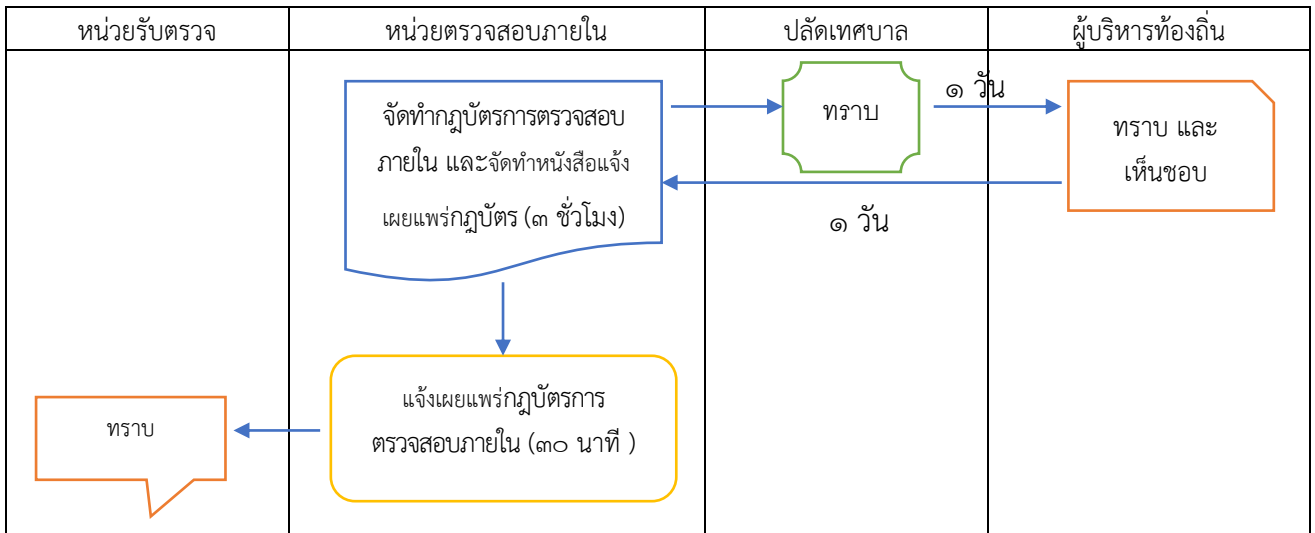 หน่วยรับตรวจ
หน่วยตรวจสอบภายใน
ปลัดเทศบาล
ผู้บริหารท้องถิ่น
จัดทำกฎบัตรการตรวจสอบ
ภายใน และจัดทำหนังสือแจ้ง
เผยแพร่กฎบัตร (๓ ชั่วโมง)
ทราบ
๑ วัน
ทราบ และ
เห็นชอบ
๑ วัน
แจ้งเผยแพร่กฎบัตรการ
ตรวจสอบภายใน (๓๐ นาที )
ทราบ